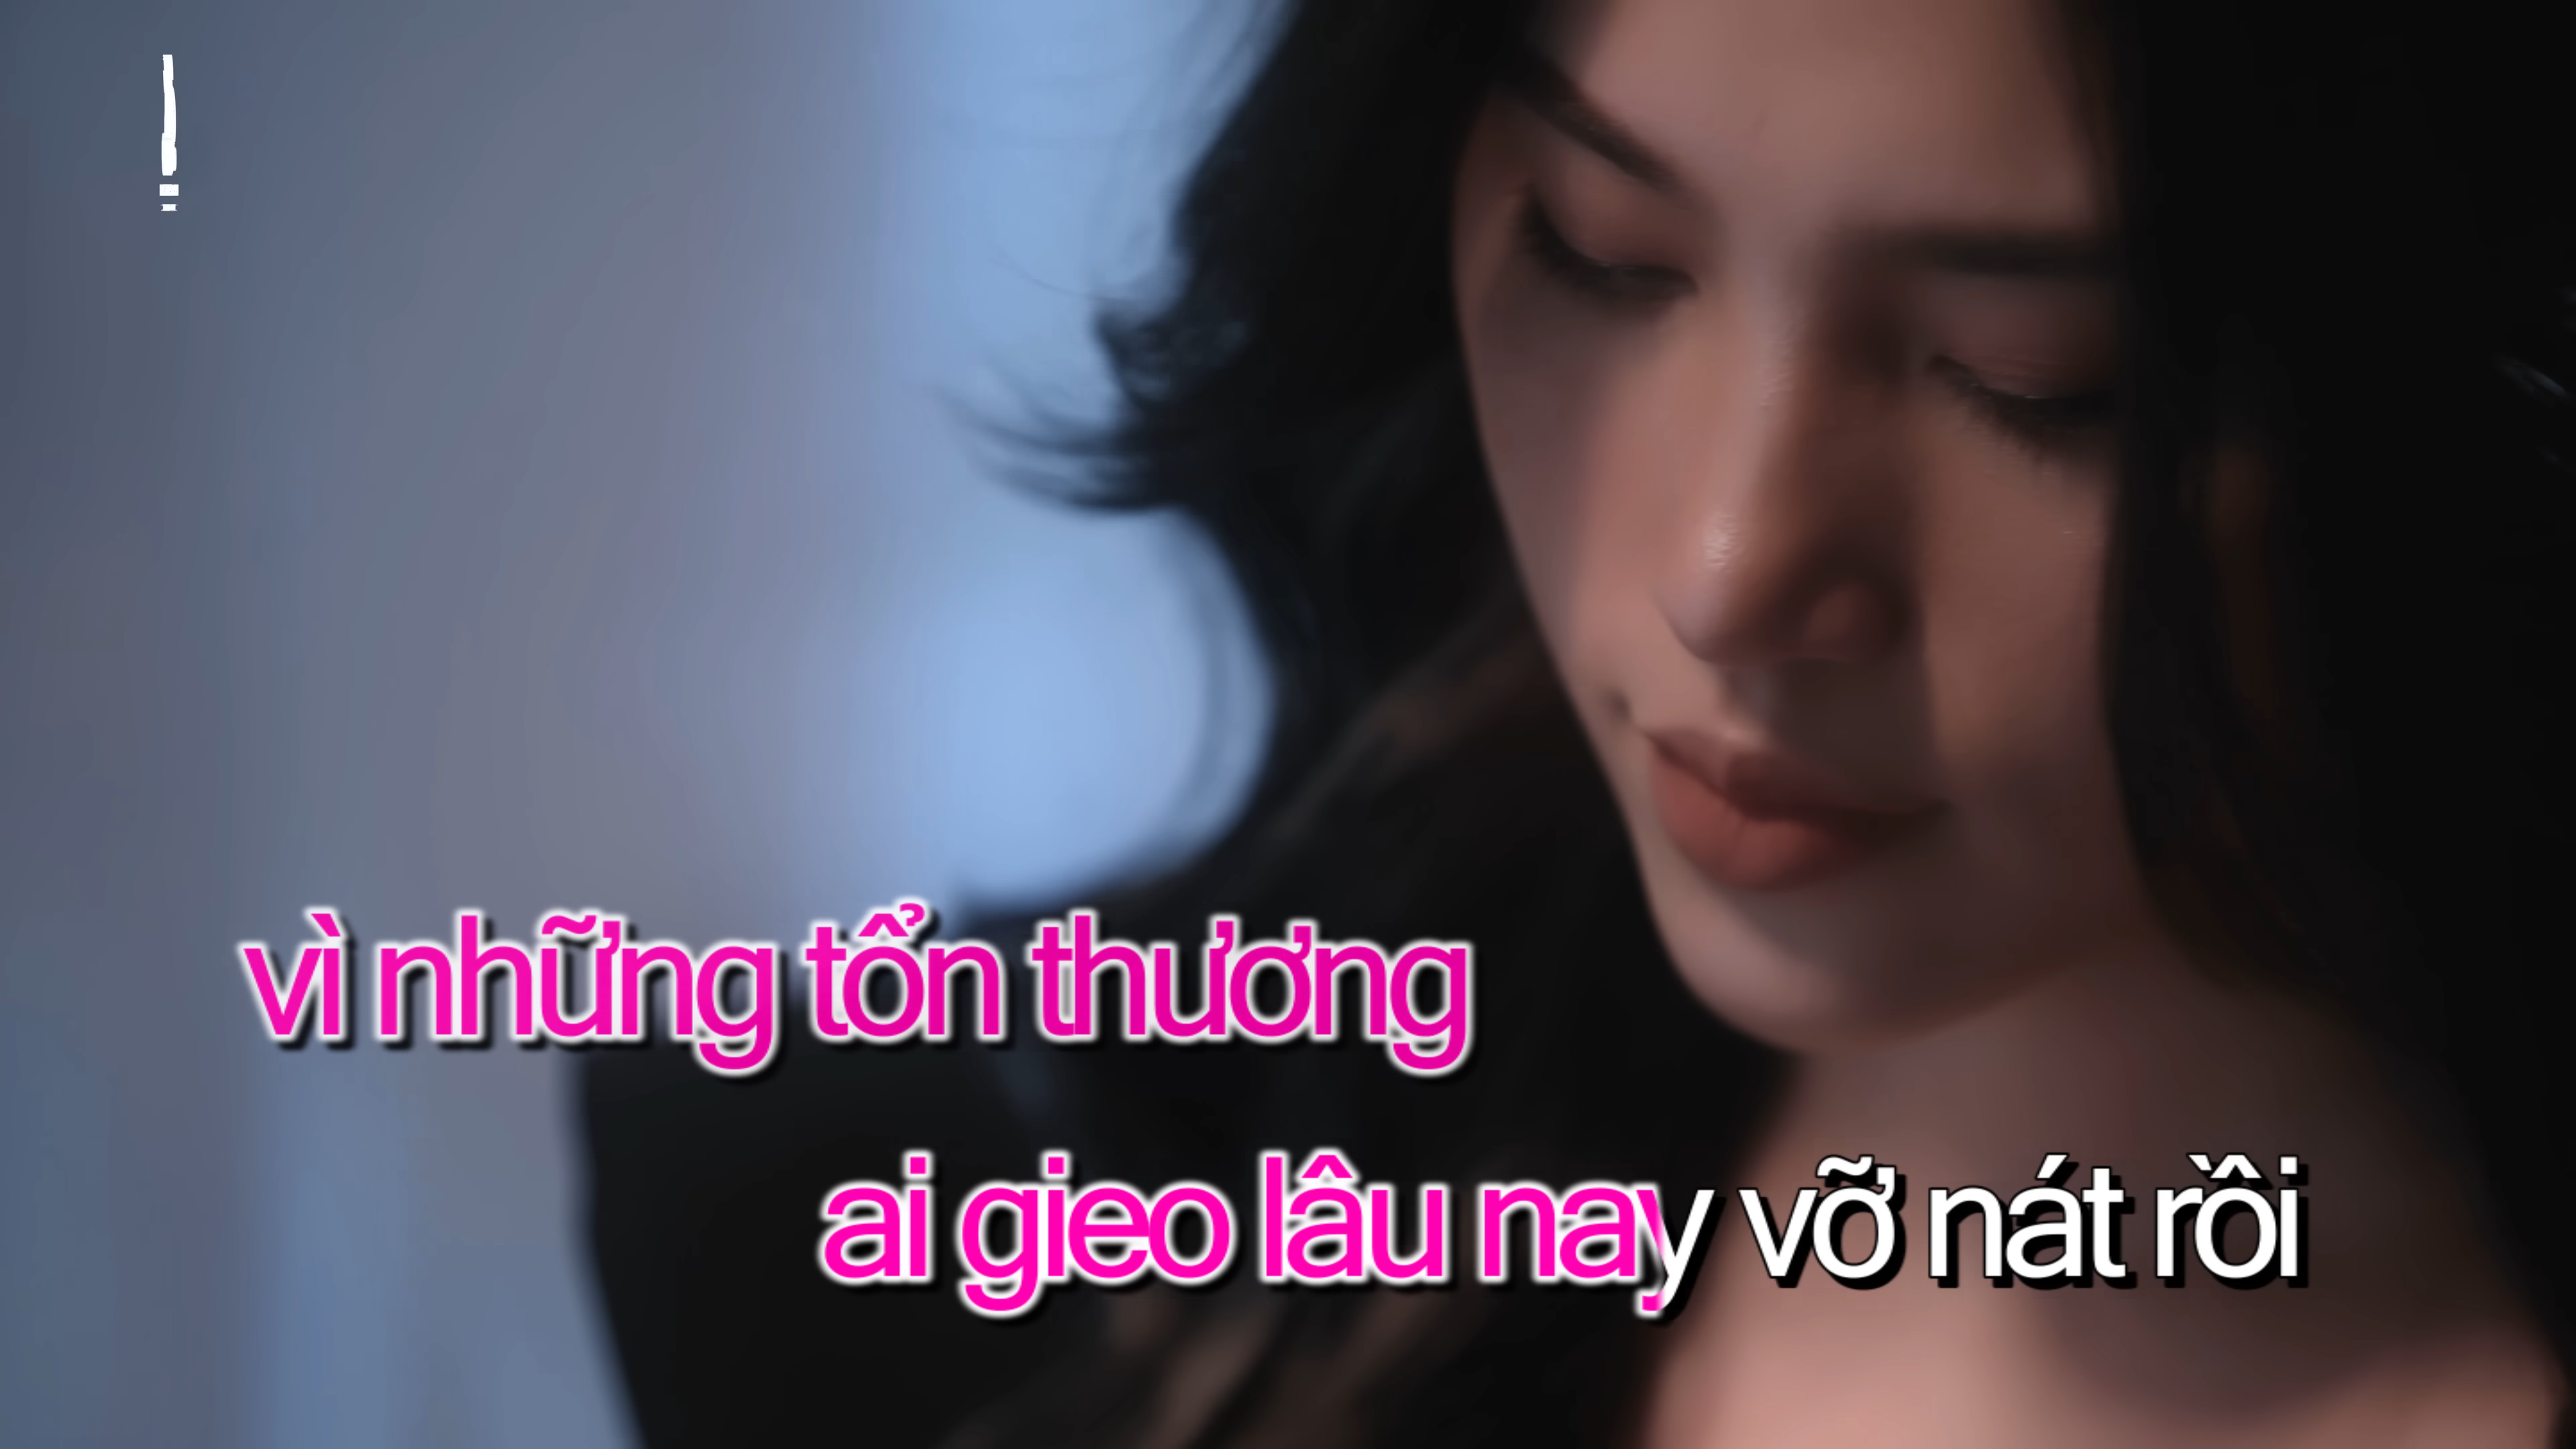 vì những tổn thương
ai gieo lâu nay vỡ nát rồi